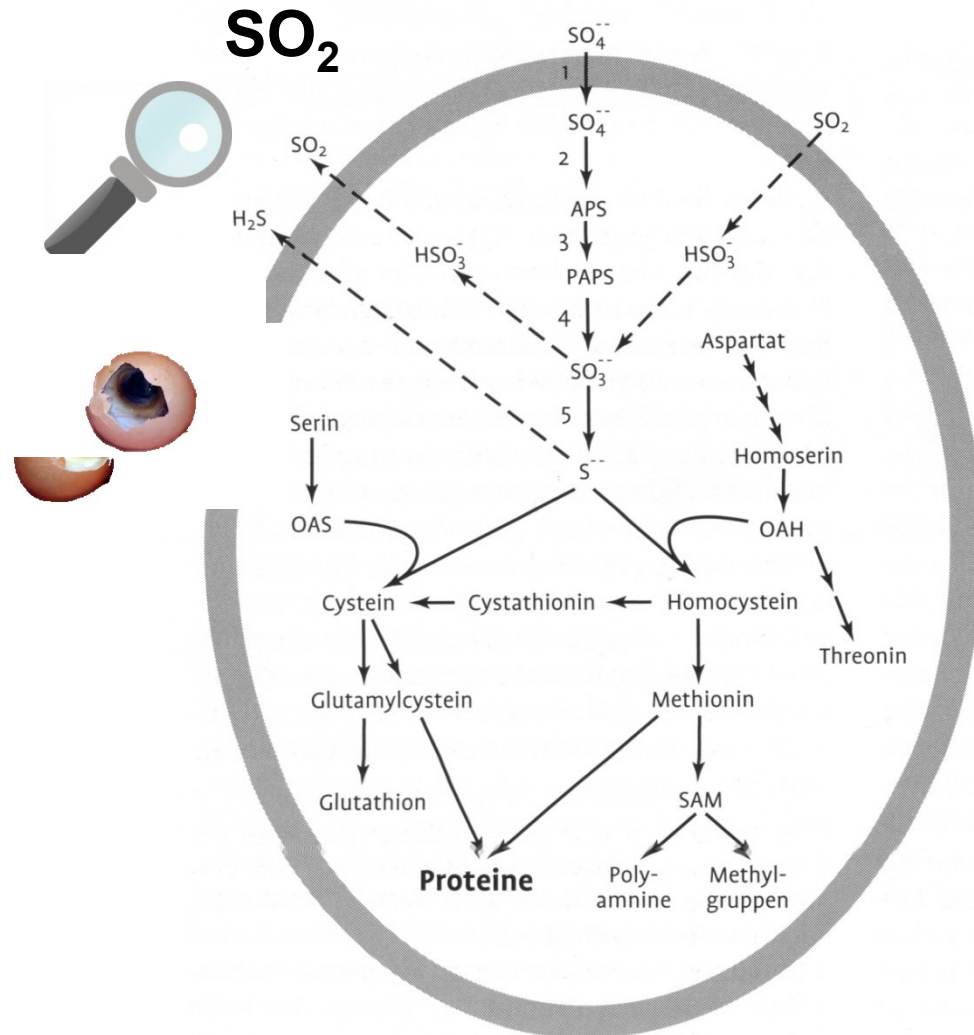 SO₂
SO₄⁻⁻
1
SO₄⁻⁻
SO₂
SO₂
2
APS
H₂S
3
HSO₃⁻
HSO₃⁻
PAPS
4
Aspartat
SO₃⁻⁻
5
Serin
Homoserin
S⁻⁻
OAS
OAH
Cystein
Cystathionin
Homocystein
Threonin
Glutamylcystein
Methionin
Glutathion
SAM
Proteine
Poly-
amnine
Methyl-
gruppen